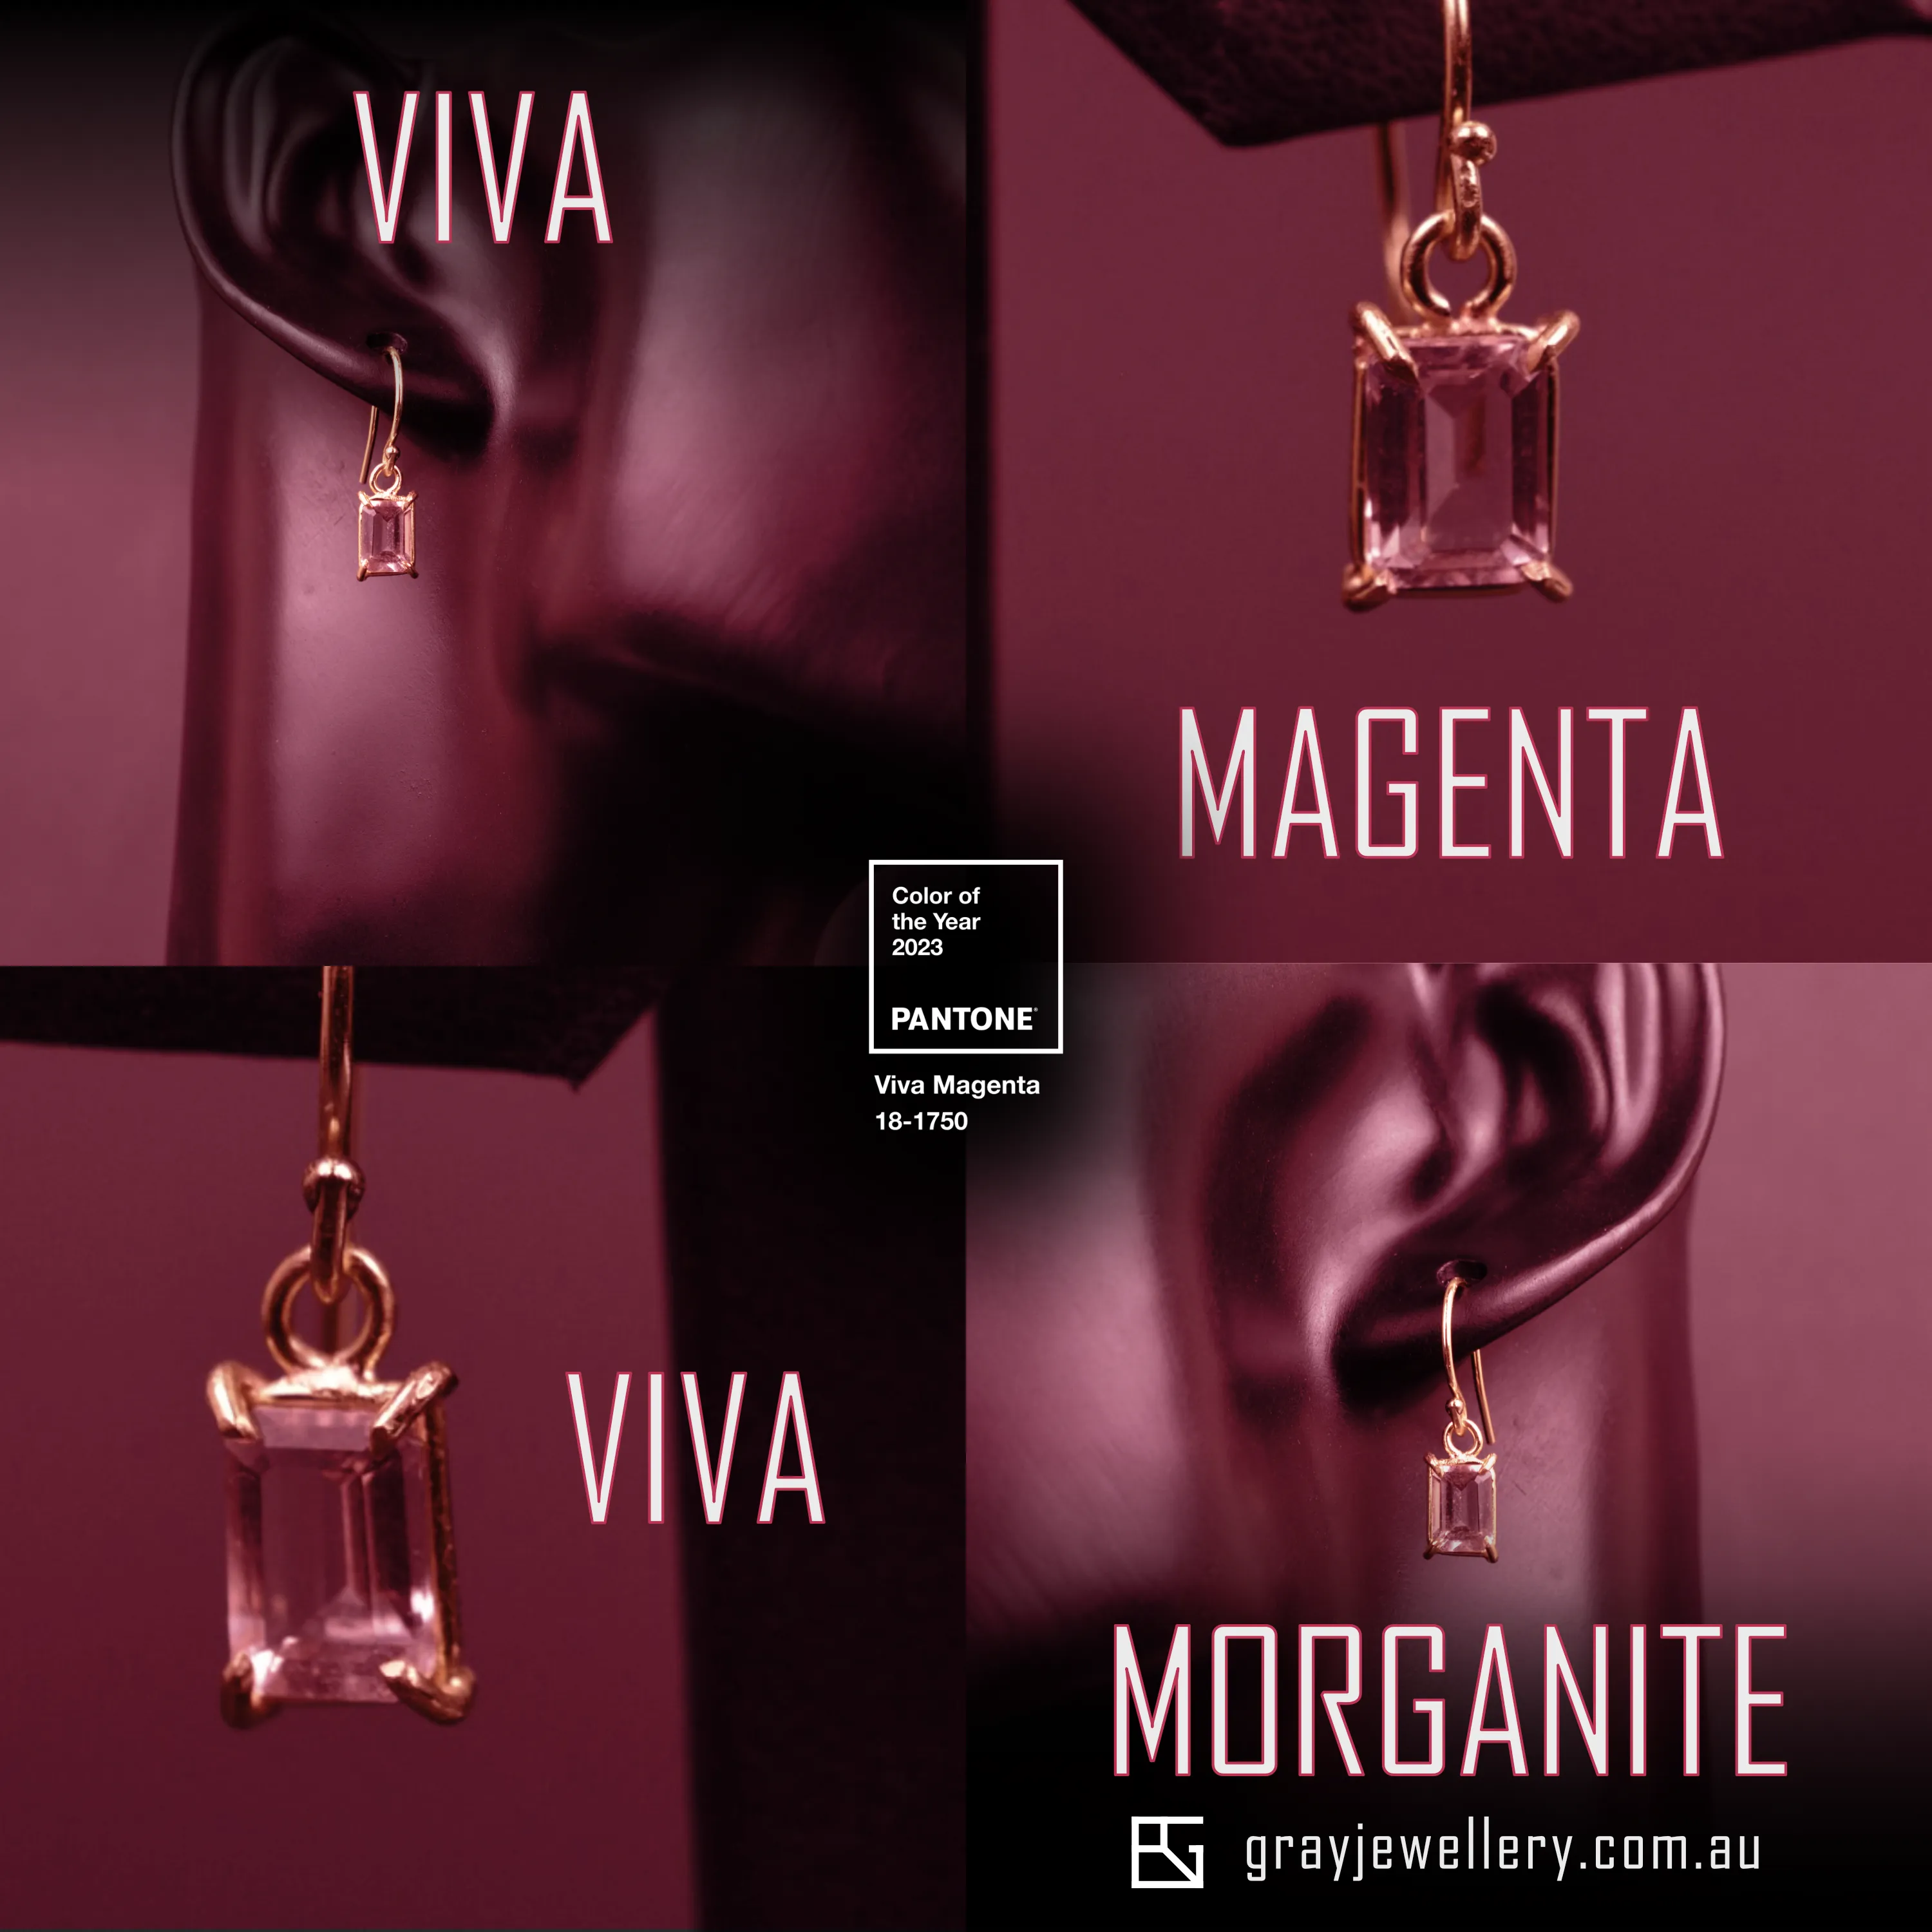 VIVA
MAGENTA
Color of
the Year
2023
PANTONE®
Viva Magenta
18-1750
VIVA
MORGANITE
grayjewellery.com.au